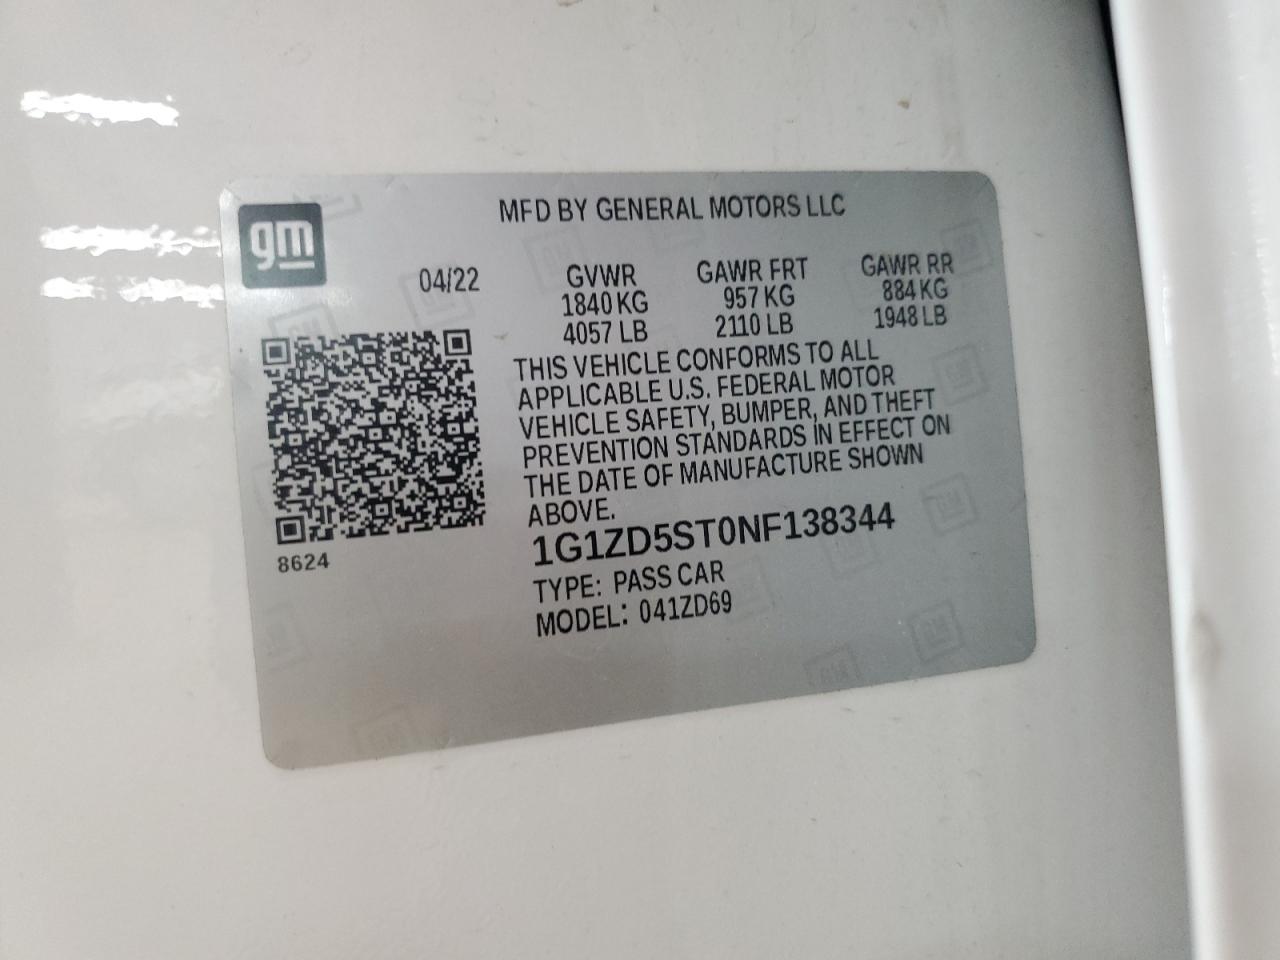 gm
MFD BY GENERAL MOTORS LLC
04/22 GVWR GAWR FRT GAWR RR
1840 KG 957 KG 884 KG
4057 LB 2110 LB 1948 LB
THIS VEHICLE CONFORMS TO ALL
APPLICABLE U.S. FEDERAL MOTOR
VEHICLE SAFETY, BUMPER, AND THEFT
PREVENTION STANDARDS IN EFFECT ON
THE DATE OF MANUFACTURE SHOWN
ABOVE.
8624
1G1ZD5ST0NF138344
TYPE: PASS CAR
MODEL: 041ZD69